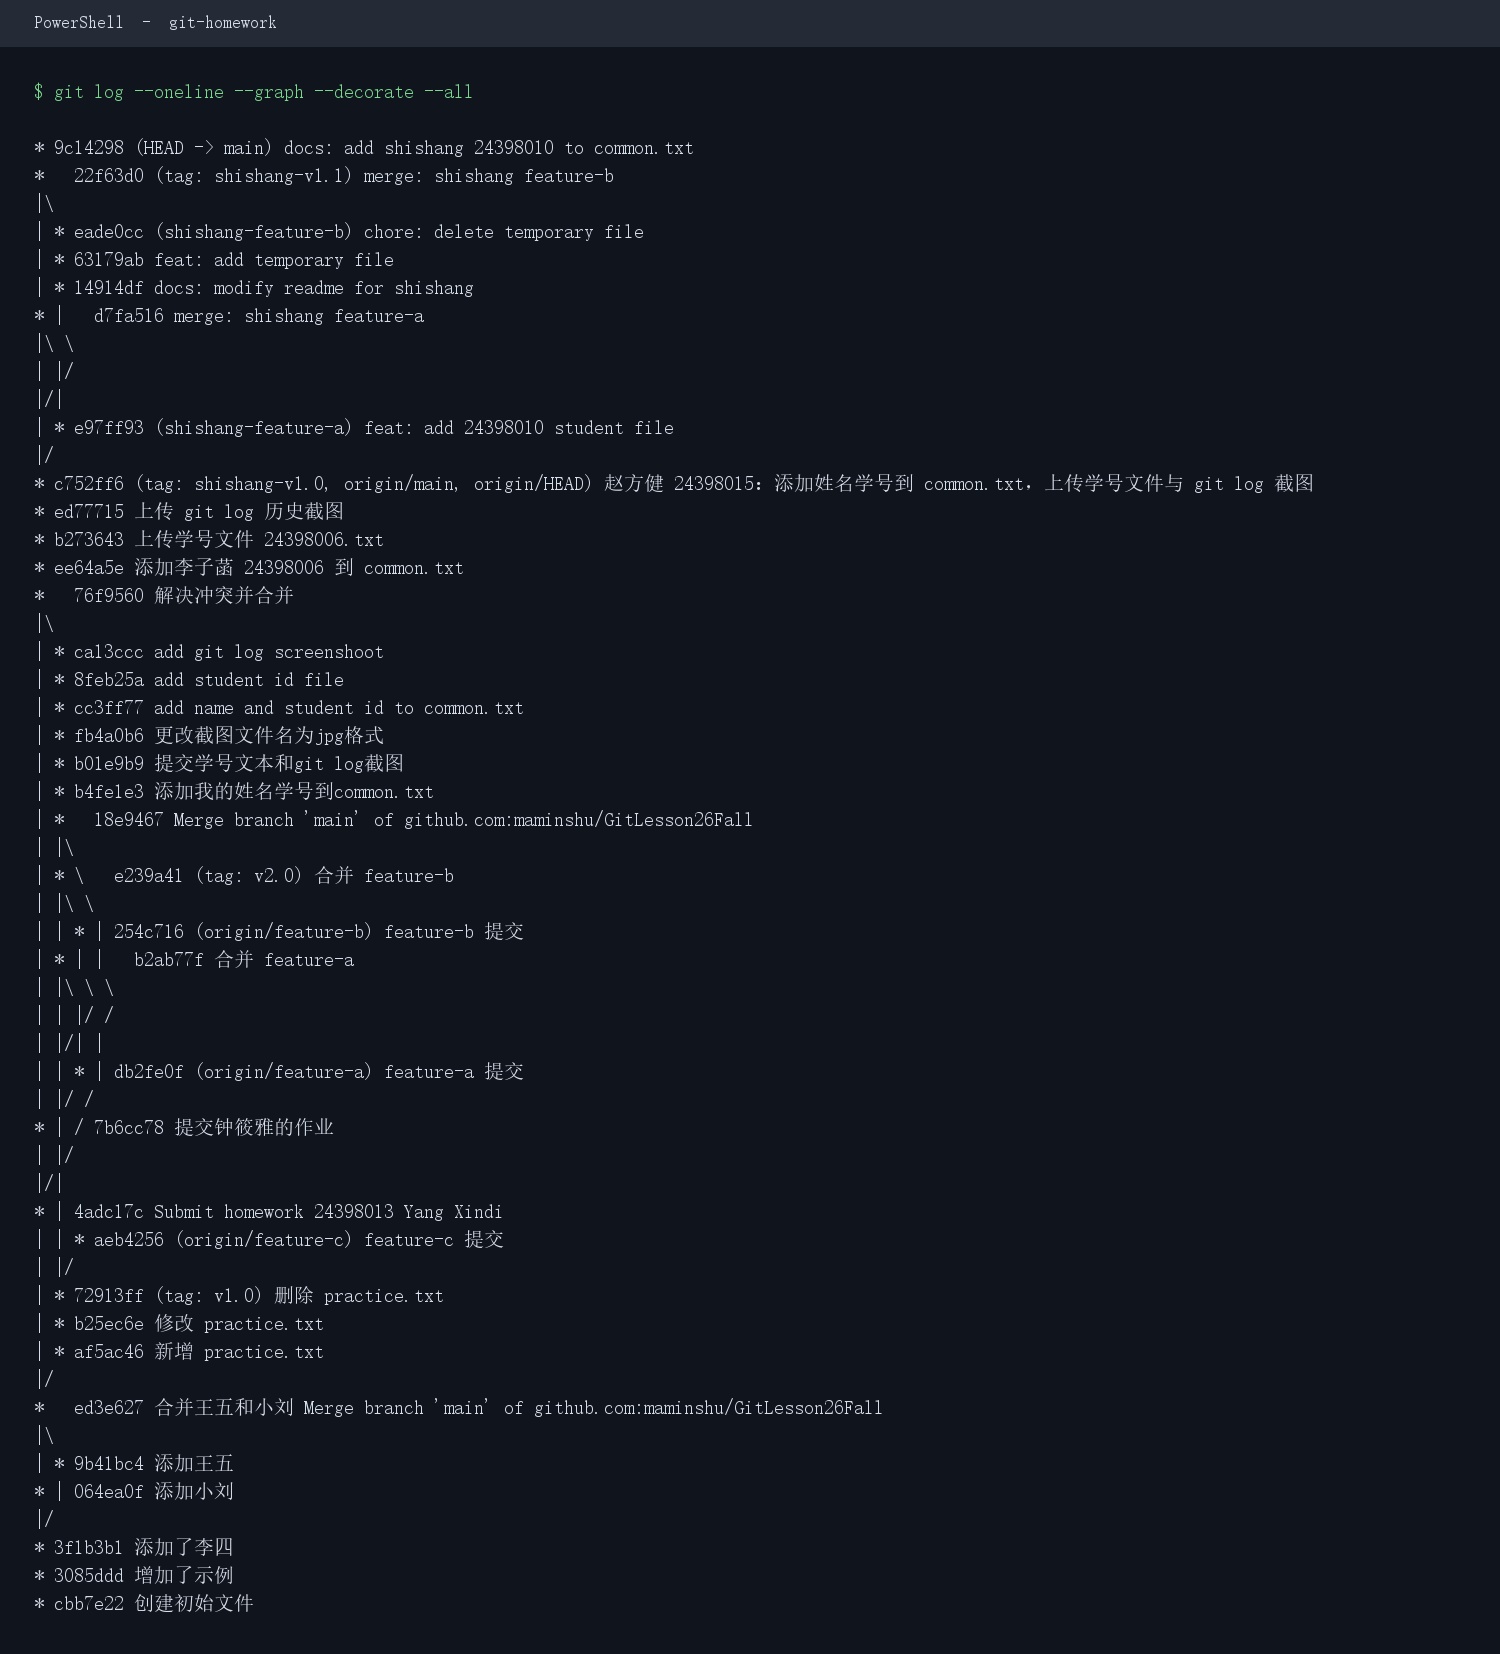 PowerShell  -  git-homework
$ git log --oneline --graph --decorate --all
* 9c14298 (HEAD -> main) docs: add shishang 24398010 to common.txt
*   22f63d0 (tag: shishang-v1.1) merge: shishang feature-b
|\
| * eade0cc (shishang-feature-b) chore: delete temporary file
| * 63179ab feat: add temporary file
| * 14914df docs: modify readme for shishang
* |   d7fa516 merge: shishang feature-a
|\ \
| |/
|/|
| * e97ff93 (shishang-feature-a) feat: add 24398010 student file
|/
* c752ff6 (tag: shishang-v1.0, origin/main, origin/HEAD) 赵方健 24398015：添加姓名学号到 common.txt，上传学号文件与 git log 截图
* ed77715 上传 git log 历史截图
* b273643 上传学号文件 24398006.txt
* ee64a5e 添加李子菡 24398006 到 common.txt
*   76f9560 解决冲突并合并
|\
| * ca13ccc add git log screenshoot
| * 8feb25a add student id file
| * cc3ff77 add name and student id to common.txt
| * fb4a0b6 更改截图文件名为jpg格式
| * b01e9b9 提交学号文本和git log截图
| * b4fe1e3 添加我的姓名学号到common.txt
| *   18e9467 Merge branch 'main' of github.com:maminshu/GitLesson26Fall
| |\
| * \   e239a41 (tag: v2.0) 合并 feature-b
| |\ \
| | * | 254c716 (origin/feature-b) feature-b 提交
| * | |   b2ab77f 合并 feature-a
| |\ \ \
| | |/ /
| |/| |
| | * | db2fe0f (origin/feature-a) feature-a 提交
| |/ /
* | / 7b6cc78 提交钟筱雅的作业
| |/
|/|
* | 4adc17c Submit homework 24398013 Yang Xindi
| | * aeb4256 (origin/feature-c) feature-c 提交
| |/
| * 72913ff (tag: v1.0) 删除 practice.txt
| * b25ec6e 修改 practice.txt
| * af5ac46 新增 practice.txt
|/
*   ed3e627 合并王五和小刘 Merge branch 'main' of github.com:maminshu/GitLesson26Fall
|\
| * 9b41bc4 添加王五
* | 064ea0f 添加小刘
|/
* 3f1b3b1 添加了李四
* 3085ddd 增加了示例
* cbb7e22 创建初始文件